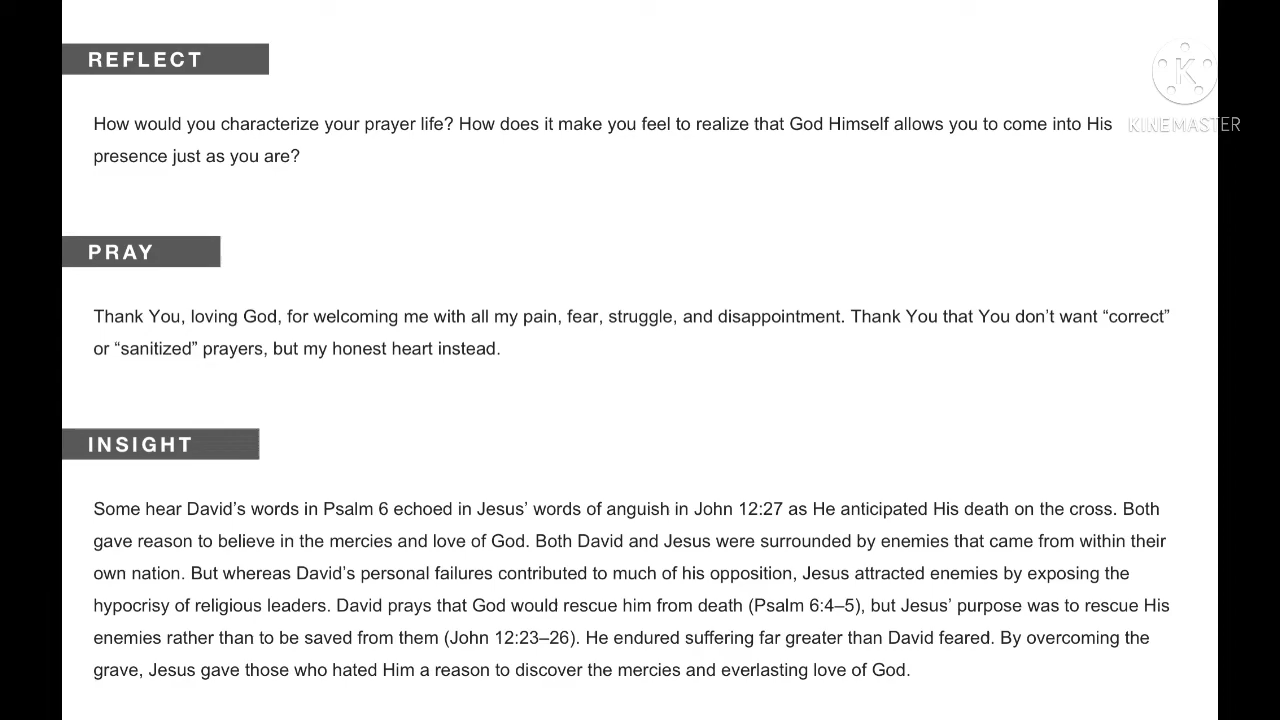 REFLECT
How would you characterize your prayer life? How does it make you feel to realize that God Himself allows you to come into His
presence just as you are?
KINEMASTER
PRAY
Thank You, loving God, for welcoming me with all my pain, fear, struggle, and disappointment. Thank You that You don’t want “correct”
or “sanitized” prayers, but my honest heart instead.
INSIGHT
Some hear David’s words in Psalm 6 echoed in Jesus’ words of anguish in John 12:27 as He anticipated His death on the cross. Both
gave reason to believe in the mercies and love of God. Both David and Jesus were surrounded by enemies that came from within their
own nation. But whereas David’s personal failures contributed to much of his opposition, Jesus attracted enemies by exposing the
hypocrisy of religious leaders. David prays that God would rescue him from death (Psalm 6:4–5), but Jesus’ purpose was to rescue His
enemies rather than to be saved from them (John 12:23–26). He endured suffering far greater than David feared. By overcoming the
grave, Jesus gave those who hated Him a reason to discover the mercies and everlasting love of God.